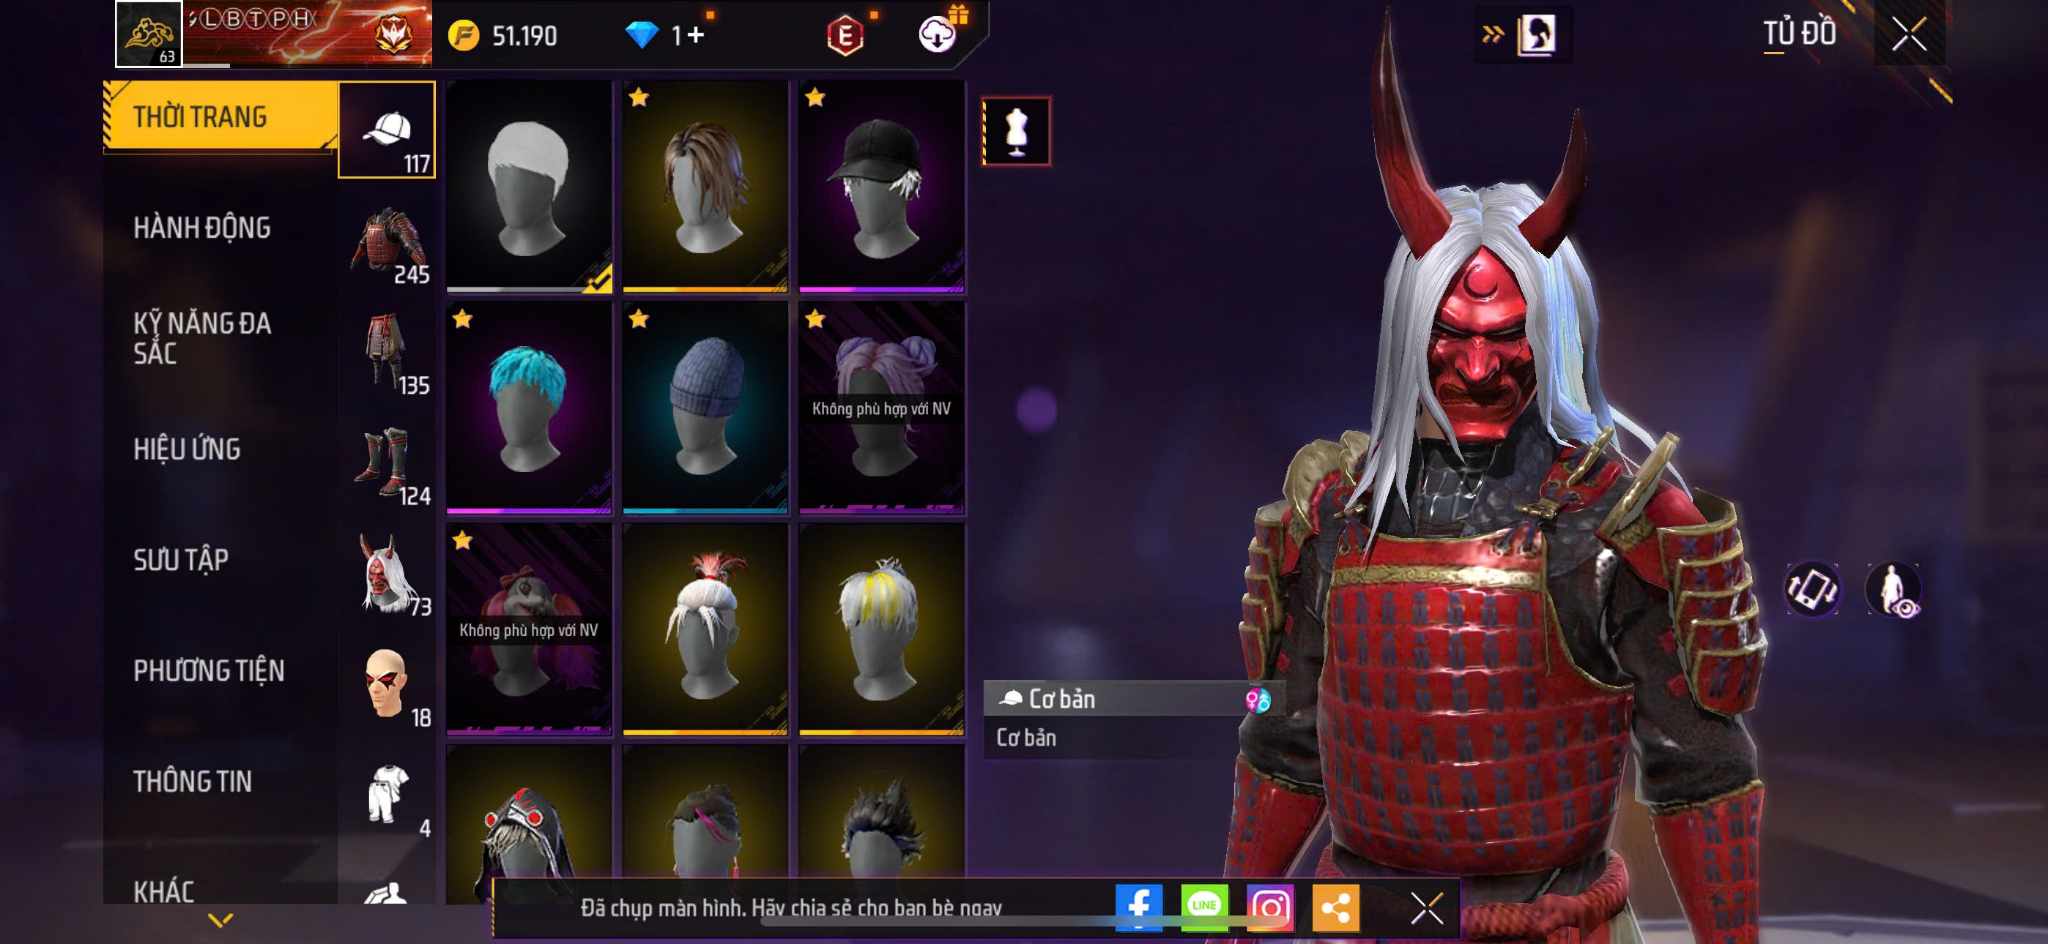 LBTPH
63
51.190
1+
E
TỦ ĐỒ
THỜI TRANG
117
HÀNH ĐỘNG
245
KỸ NĂNG ĐA
SẮC
135
HIỆU ỨNG
124
SƯU TẬP
73
PHƯƠNG TIỆN
18
THÔNG TIN
4
KHÁC
Không phù hợp với NV
Không phù hợp với NV
Cơ bản
Cơ bản
Đã chụp màn hình. Hãy chia sẻ cho bạn bè ngay
LINE